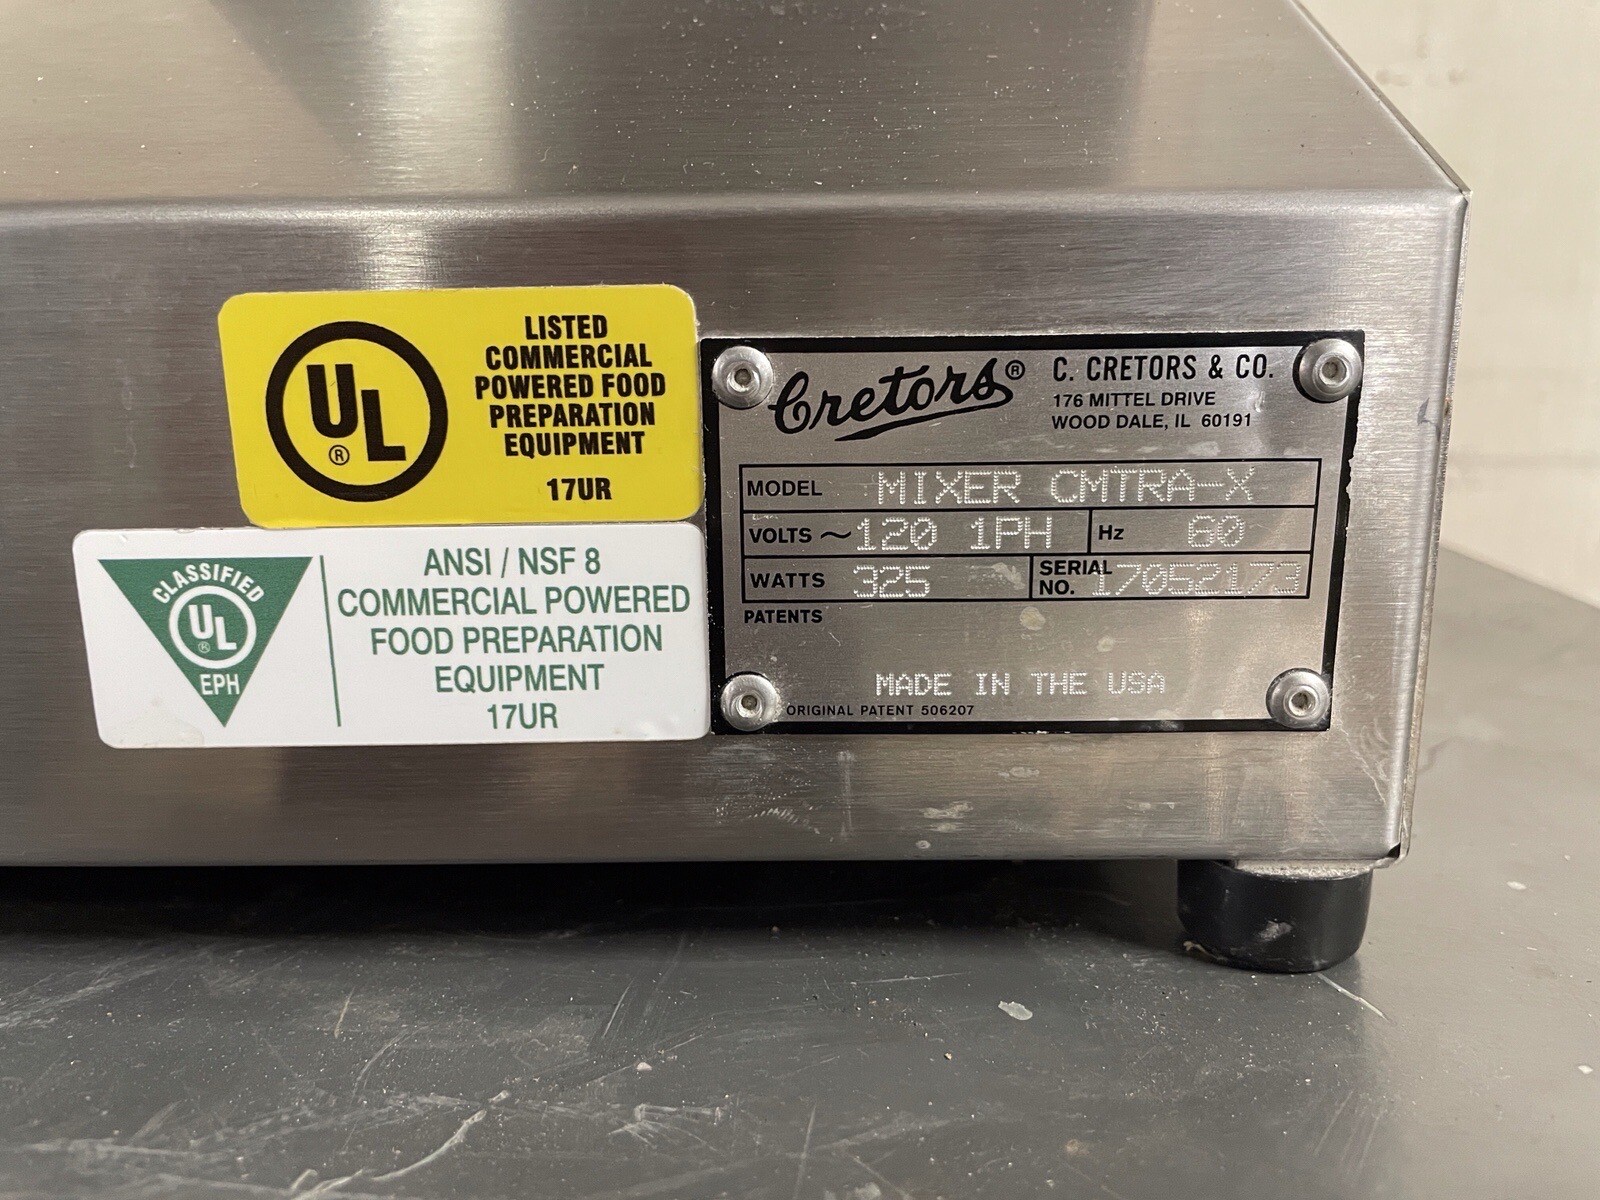 UL
®
LISTED
COMMERCIAL
POWERED FOOD
PREPARATION
EQUIPMENT
17UR
CLASSIFIED
UL
®
EPH
ANSI / NSF 8
COMMERCIAL POWERED
FOOD PREPARATION
EQUIPMENT
17UR
Cretors®
C. CRETORS & CO.
176 MITTEL DRIVE
WOOD DALE, IL 60191
MODEL MIXER CMTRA-X
VOLTS ~ 120 1PH Hz 60
WATTS 325 SERIAL NO. 17052173
PATENTS
MADE IN THE USA
ORIGINAL PATENT 506207